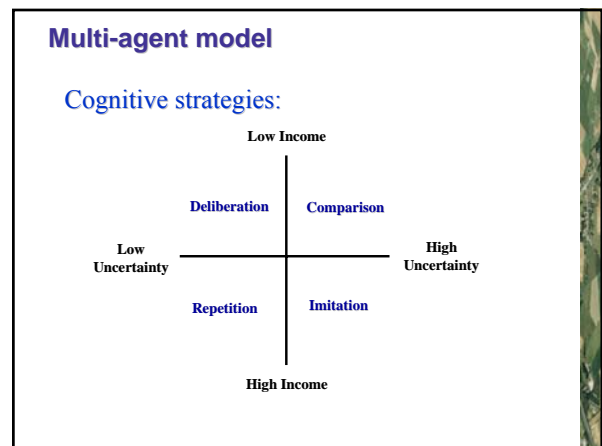 Multi-agent model
Cognitive strategies:
Low Income
Deliberation
Comparison
Low
Uncertainty
High
Uncertainty
Repetition
Imitation
High Income